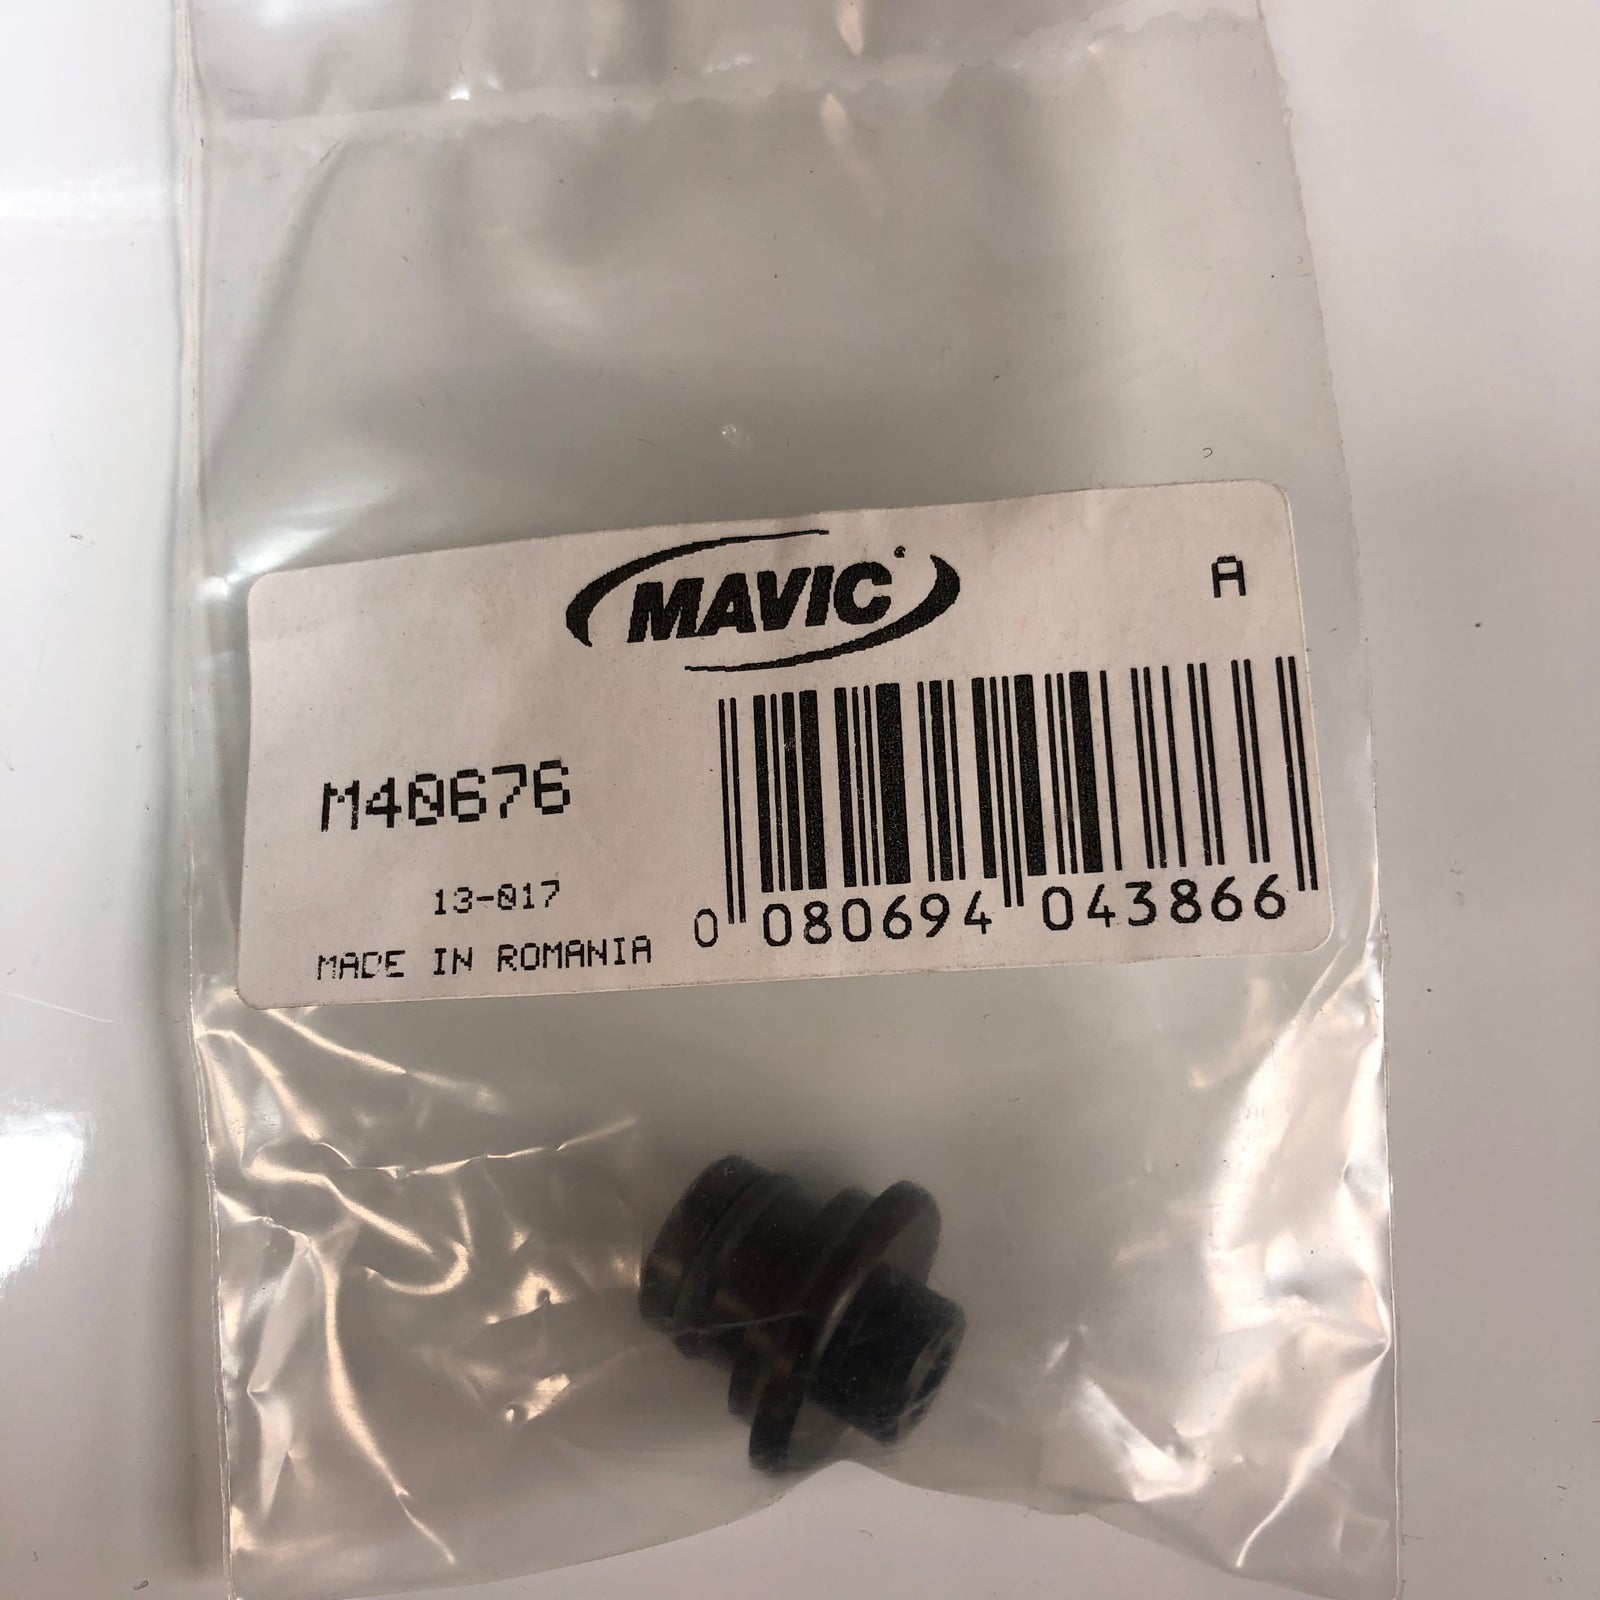 MAVIC
A
M40676
13-017
MADE IN ROMANIA
0 080694 043866